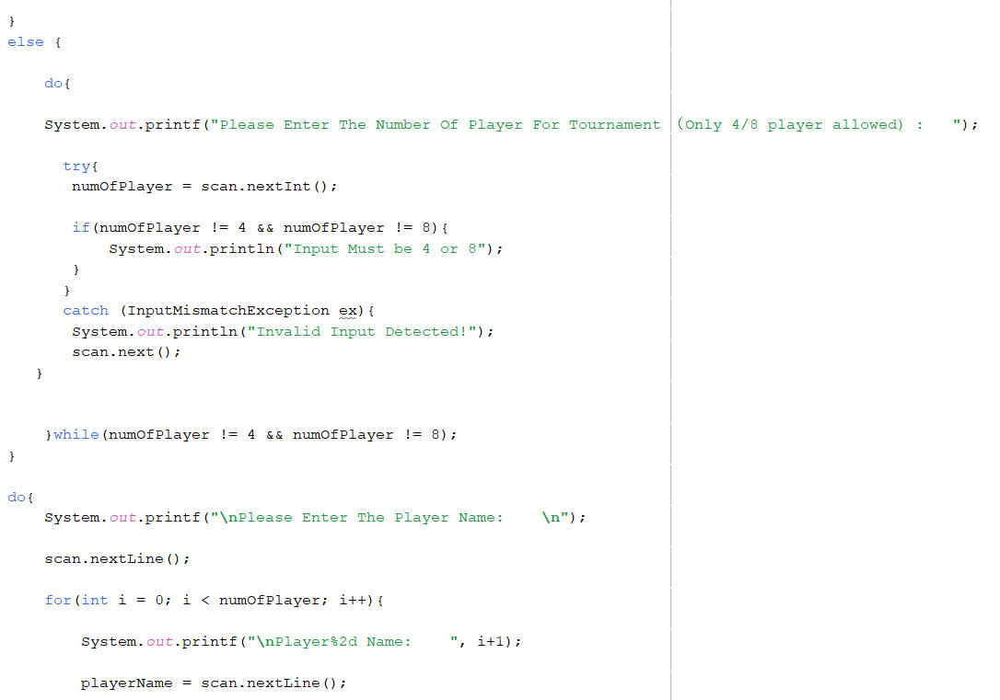 }
else {
do{
System.out.printf("Please Enter The Number Of Player For Tournament （Only 4/8 player allowed) :   ");
try{
numOfPlayer = scan.nextInt();
if(numOfPlayer != 4 && numOfPlayer != 8){
System.out.println("Input Must be 4 or 8");
}
}
catch (InputMismatchException ex){
System.out.println("Invalid Input Detected!");
scan.next();
}
}while(numOfPlayer != 4 && numOfPlayer != 8);
}
do{
System.out.printf("\nPlease Enter The Player Name:    \n");
scan.nextLine();
for(int i = 0; i < numOfPlayer; i++){
System.out.printf("\nPlayer%2d Name:    ", i+1);
playerName = scan.nextLine();